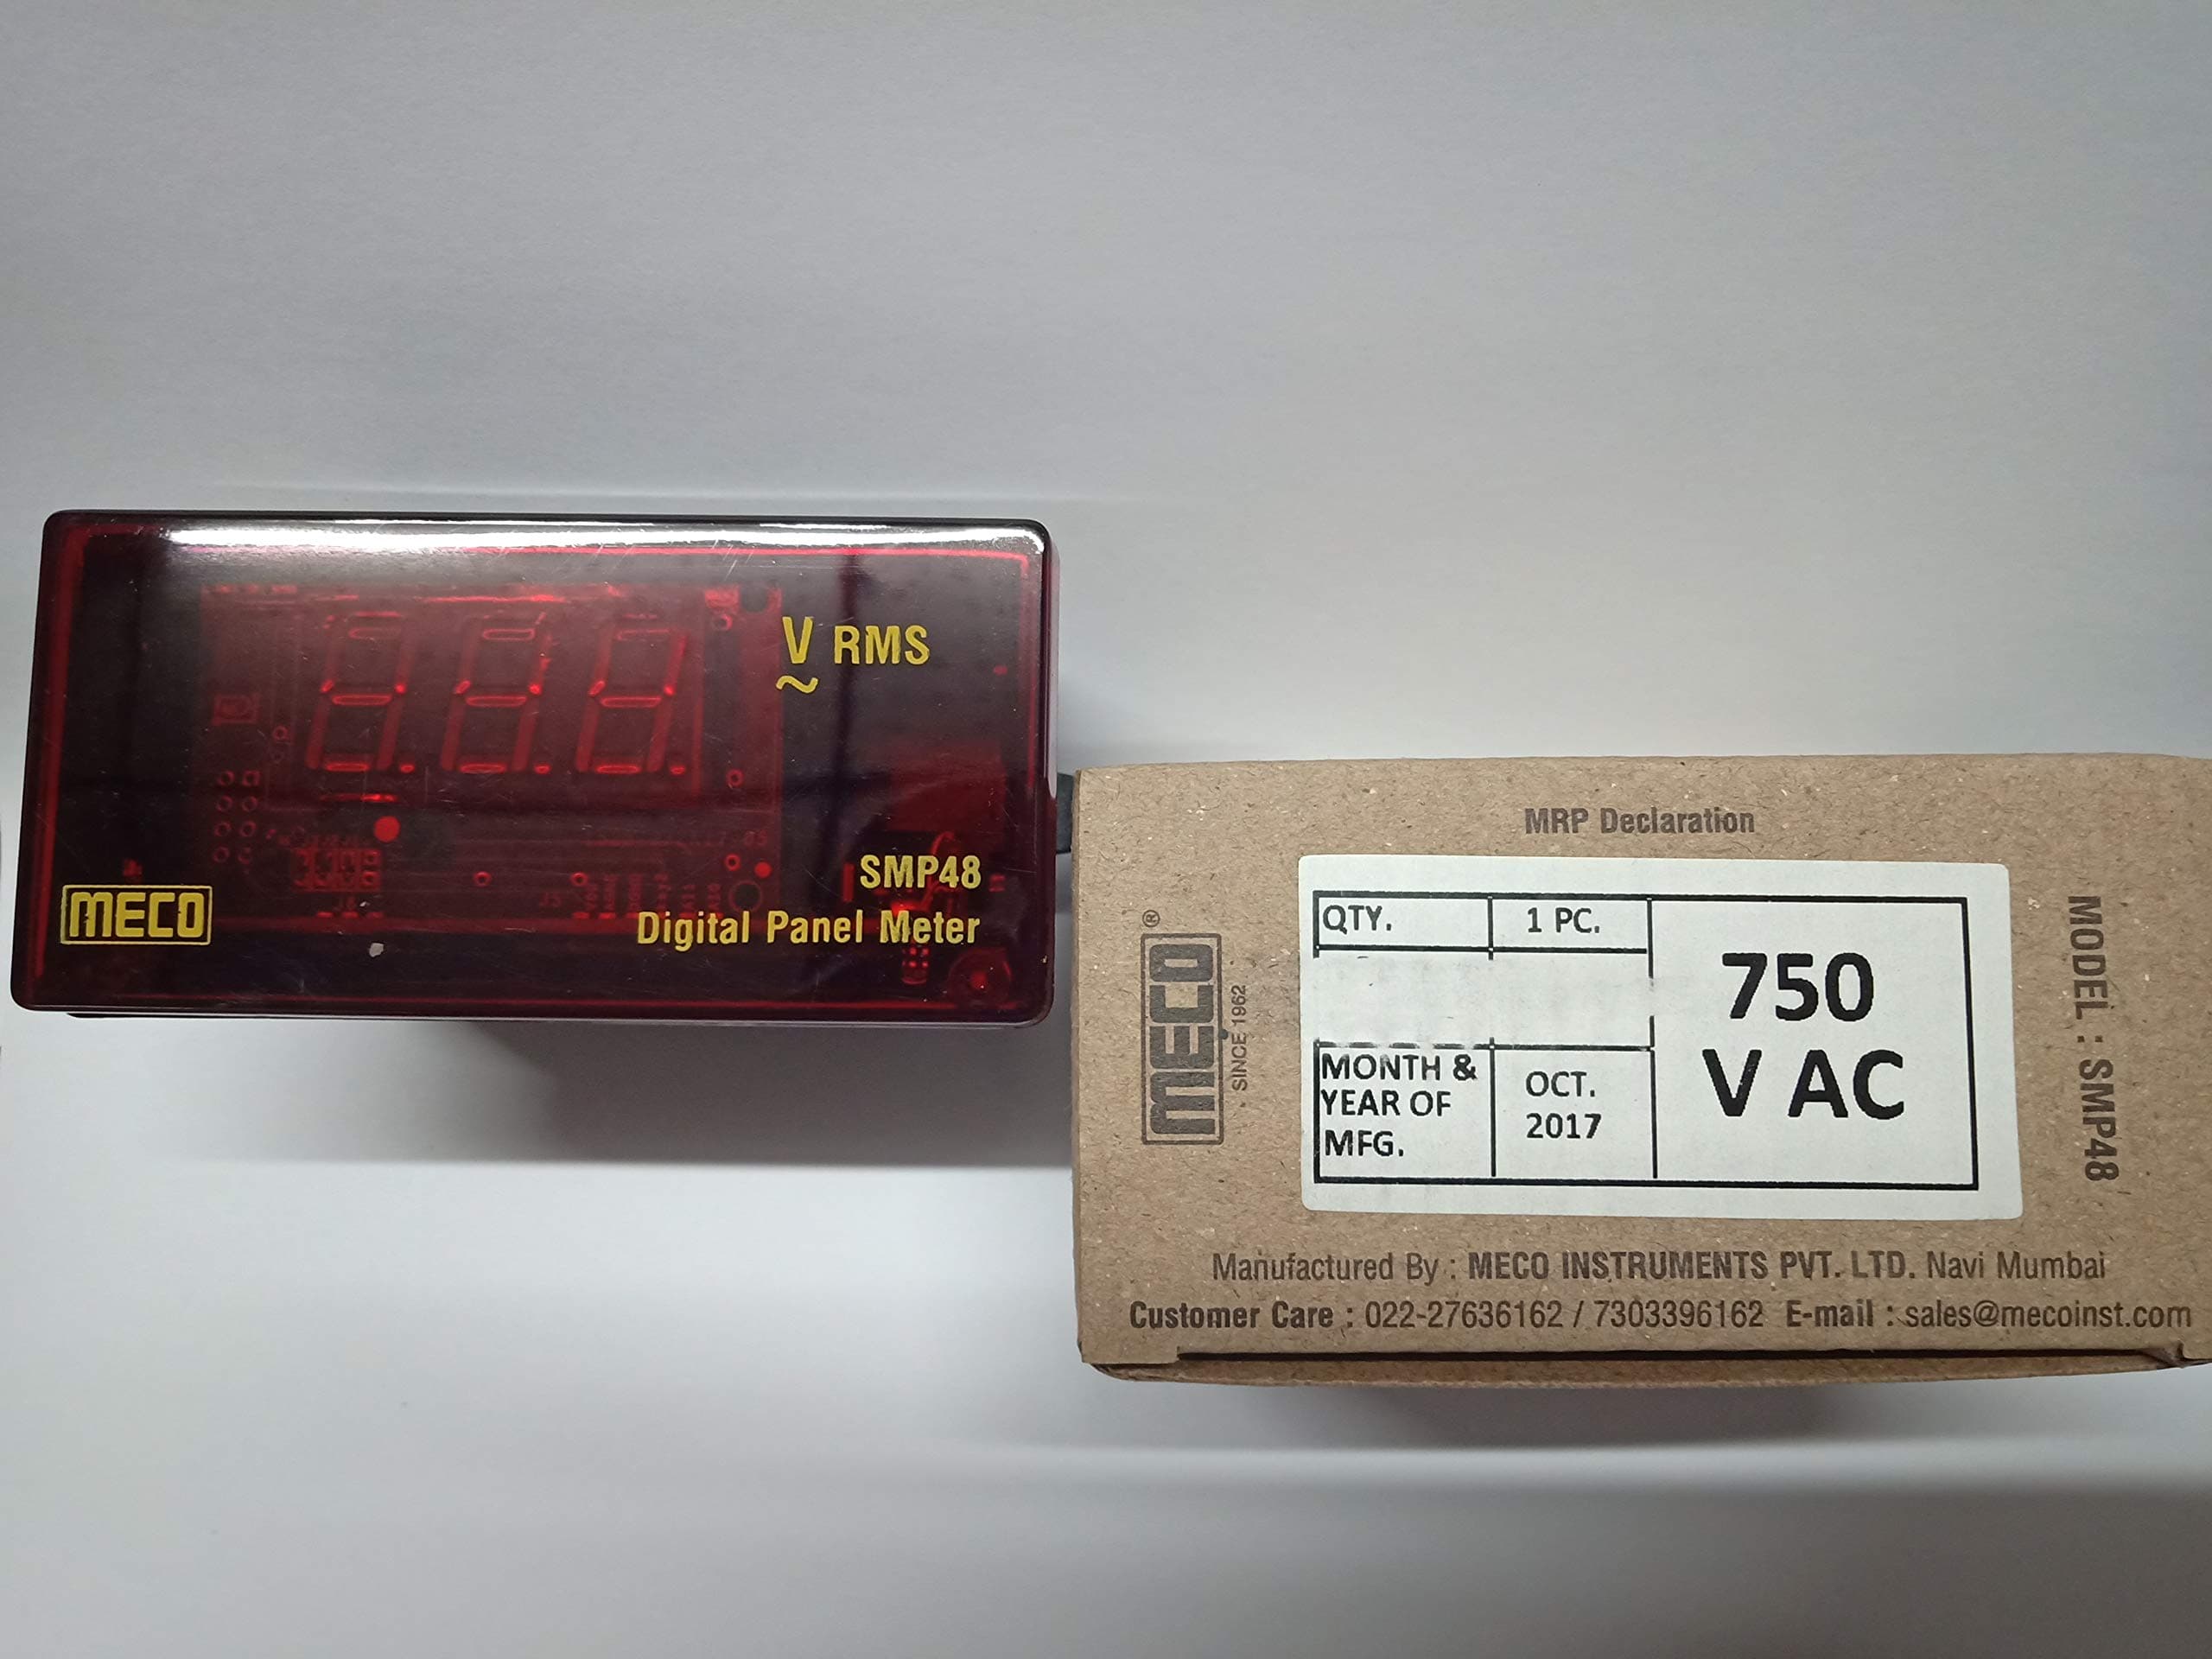 V RMS
~
SMP48
Digital Panel Meter
MECO
MRP Declaration
QTY. 1 PC.
750
V AC
MONTH &
YEAR OF
MFG.
OCT.
2017
MECO®
SINCE 1962
MODEL : SMP48
Manufactured By : MECO INSTRUMENTS PVT. LTD. Navi Mumbai
Customer Care : 022-27636162 / 7303396162 E-mail : sales@mecoinst.com